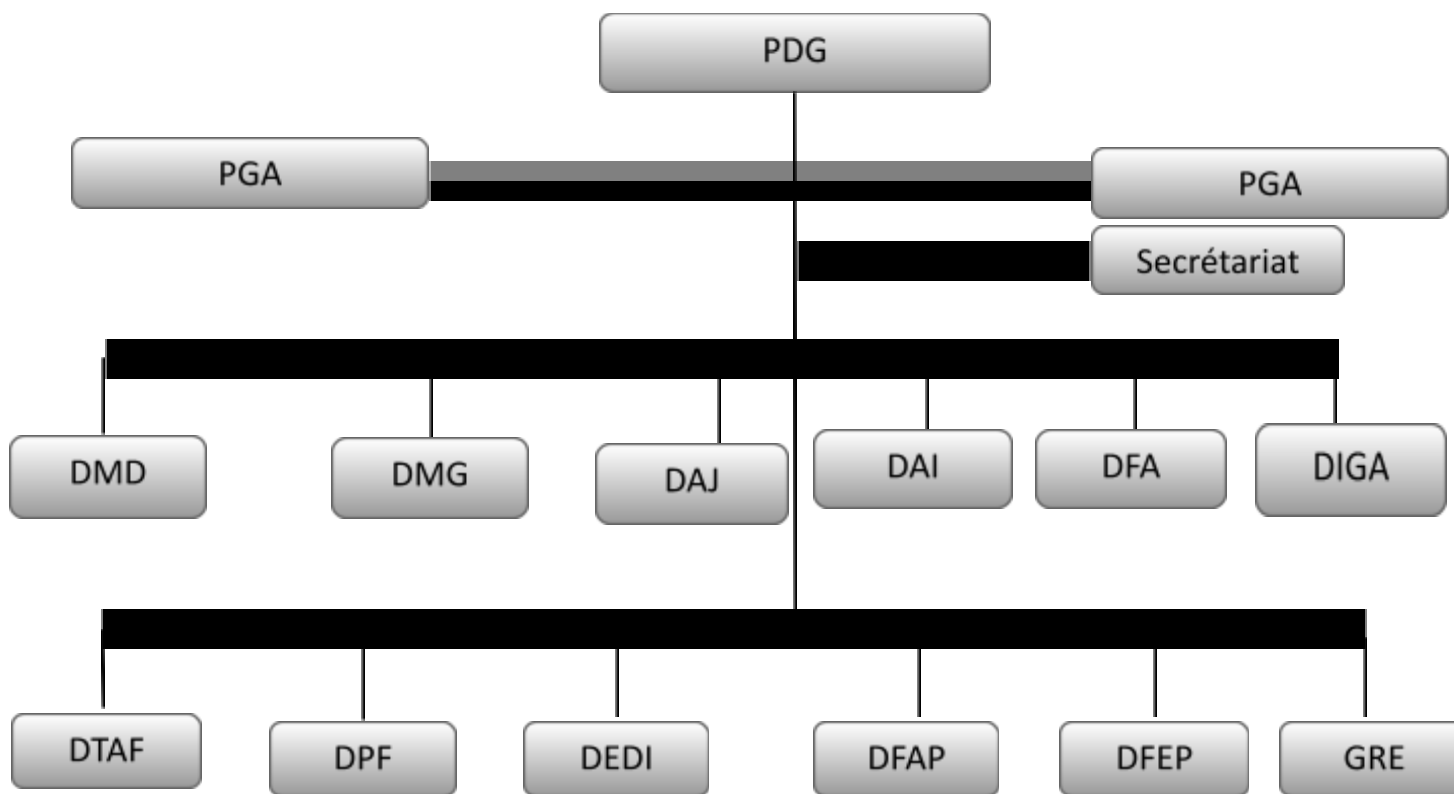 PDG
PGA
PGA
Secrétariat
DMD
DMG
DAJ
DAI
DFA
DIGA
DTAF
DPF
DEDI
DFAP
DFEP
GRE